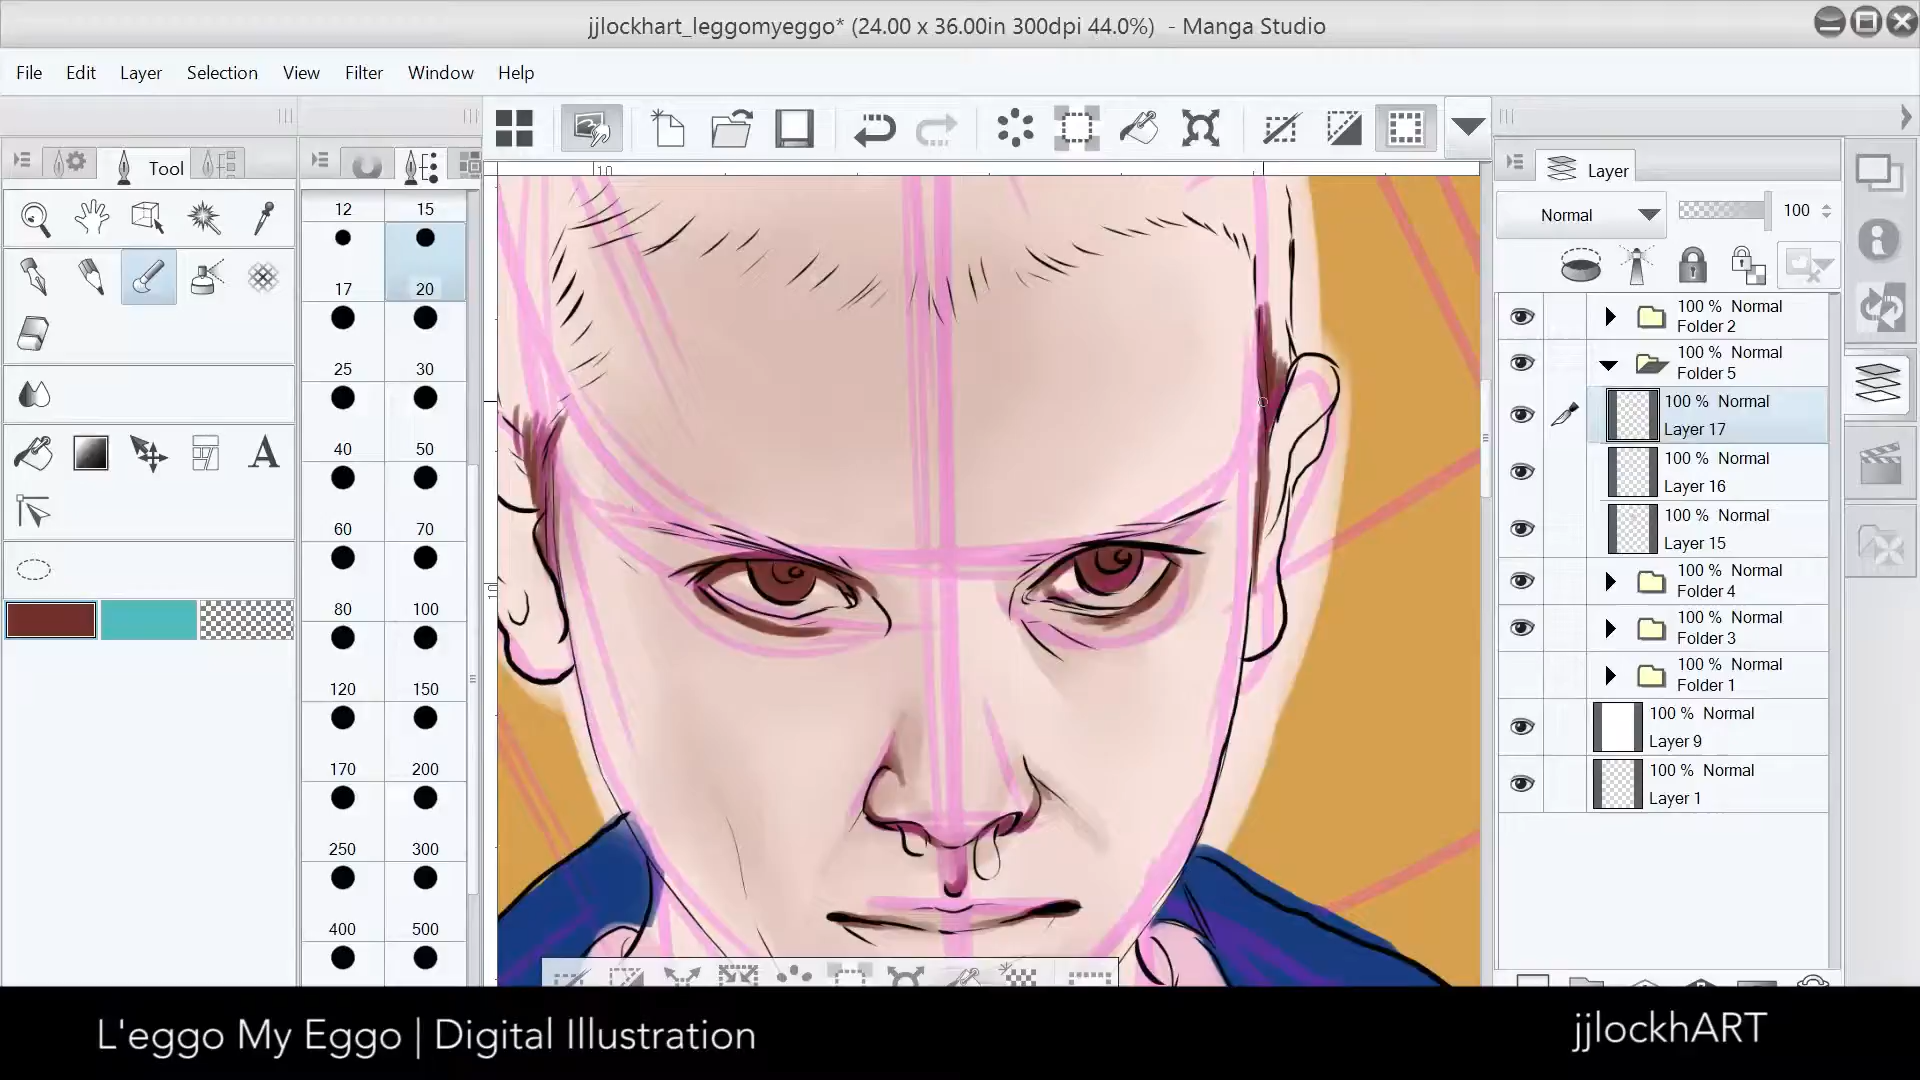 jjlockhart_leggomyeggo* (24.00 x 36.00in 300dpi 44.0%) - Manga Studio
File Edit Layer Selection View Filter Window Help
Tool
Layer
12 15
17 20
25 30
40 50
60 70
80 100
120 150
170 200
250 300
400 500
10
Normal 100
100 % Normal
Folder 2
100 % Normal
Folder 5
100 % Normal
Layer 17
100 % Normal
Layer 16
100 % Normal
Layer 15
100 % Normal
Folder 4
100 % Normal
Folder 3
100 % Normal
Folder 1
100 % Normal
Layer 9
100 % Normal
Layer 1
L'eggo My Eggo | Digital Illustration
jjlockhART